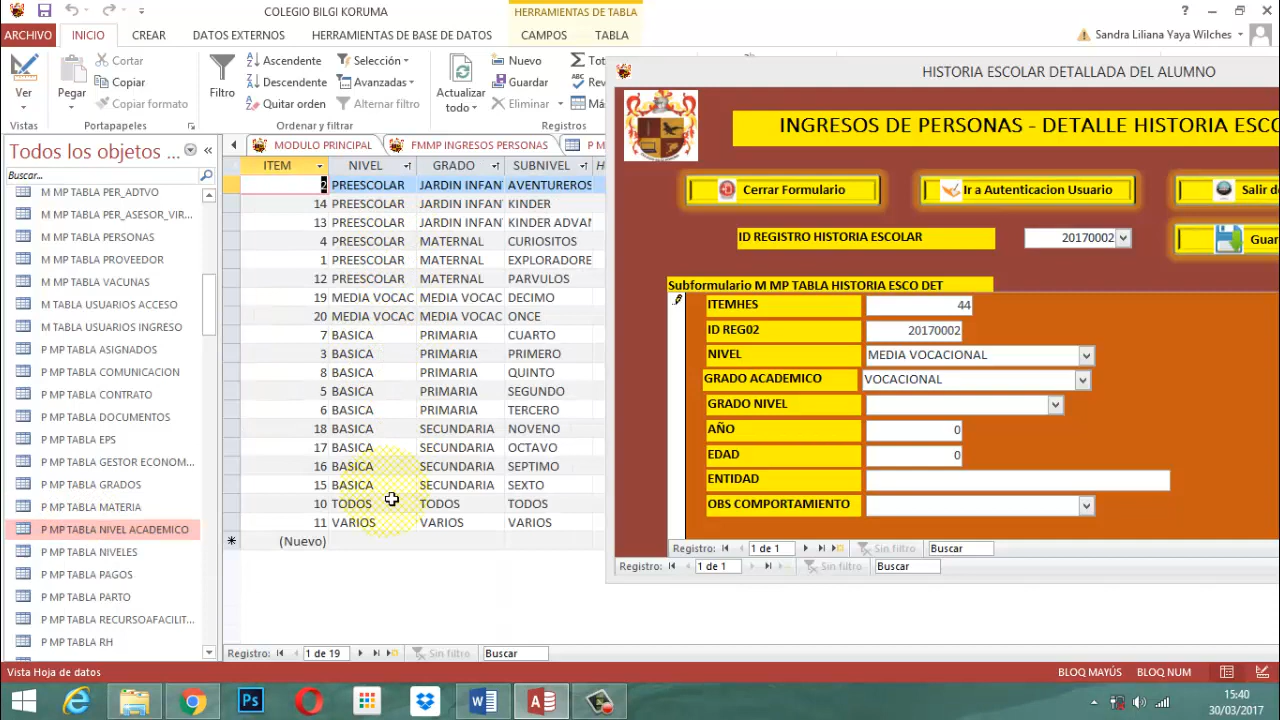 COLEGIO BILGI KORUMA
HERRAMIENTAS DE TABLA
?
ARCHIVO INICIO CREAR DATOS EXTERNOS HERRAMIENTAS DE BASE DE DATOS CAMPOS TABLA
Sandra Liliana Yaya Wilches
Ver
Vistas
Pegar
Cortar
Copiar
Copiar formato
Portapapeles
Filtro
Ascendente
Descendente
Quitar orden
Selección
Avanzadas
Alternar filtro
Ordenar y filtrar
Actualizar
todo
Nuevo
Guardar
Eliminar
Registros
HISTORIA ESCOLAR DETALLADA DEL ALUMNO
INGRESOS DE PERSONAS - DETALLE HISTORIA ESCO
Cerrar Formulario
Ir a Autenticacion Usuario
Salir de
ID REGISTRO HISTORIA ESCOLAR 20170002
Gua
Subformulario M MP TABLA HISTORIA ESCO DET
ITEMHES 44
ID REG02 20170002
NIVEL MEDIA VOCACIONAL
GRADO ACADEMICO VOCACIONAL
GRADO NIVEL
AÑO 0
EDAD 0
ENTIDAD
OBS COMPORTAMIENTO
Registro: 1 de 1 Sin filtro Buscar
Registro: 1 de 1 Sin filtro Buscar
Todos los objetos ...
Buscar...
M MP TABLA PER_ADTVO
M MP TABLA PER_ASESOR_VIR...
M MP TABLA PERSONAS
M MP TABLA PROVEEDOR
M MP TABLA VACUNAS
M TABLA USUARIOS ACCESO
M TABLA USUARIOS INGRESO
P MP TABLA ASIGNADOS
P MP TABLA COMUNICACION
P MP TABLA CONTRATO
P MP TABLA DOCUMENTOS
P MP TABLA EPS
P MP TABLA GESTOR ECONOM...
P MP TABLA GRADOS
P MP TABLA MATERIA
P MP TABLA NIVEL ACADEMICO
P MP TABLA NIVELES
P MP TABLA PAGOS
P MP TABLA PARTO
P MP TABLA RECURSOAFACILIT...
P MP TABLA RH
MODULO PRINCIPAL FMMP INGRESOS PERSONAS P M
ITEM NIVEL GRADO SUBNIVEL
2 PREESCOLAR JARDIN INFAN AVENTUREROS
14 PREESCOLAR JARDIN INFAN KINDER
13 PREESCOLAR JARDIN INFAN KINDER ADVAN
4 PREESCOLAR MATERNAL CURIOSITOS
1 PREESCOLAR MATERNAL EXPLORADORE
12 PREESCOLAR MATERNAL PARVULOS
19 MEDIA VOCAC MEDIA VOCAC DECIMO
20 MEDIA VOCAC MEDIA VOCAC ONCE
7 BASICA PRIMARIA CUARTO
3 BASICA PRIMARIA PRIMERO
8 BASICA PRIMARIA QUINTO
5 BASICA PRIMARIA SEGUNDO
6 BASICA PRIMARIA TERCERO
18 BASICA SECUNDARIA NOVENO
17 BASICA SECUNDARIA OCTAVO
16 BASICA SECUNDARIA SEPTIMO
15 BASICA SECUNDARIA SEXTO
10 TODOS TODOS TODOS
11 VARIOS VARIOS VARIOS
(Nuevo)
Registro: 1 de 19 Sin filtro Buscar
Vista Hoja de datos BLOQ MAYÚS BLOQ NUM
15:40
30/03/2017